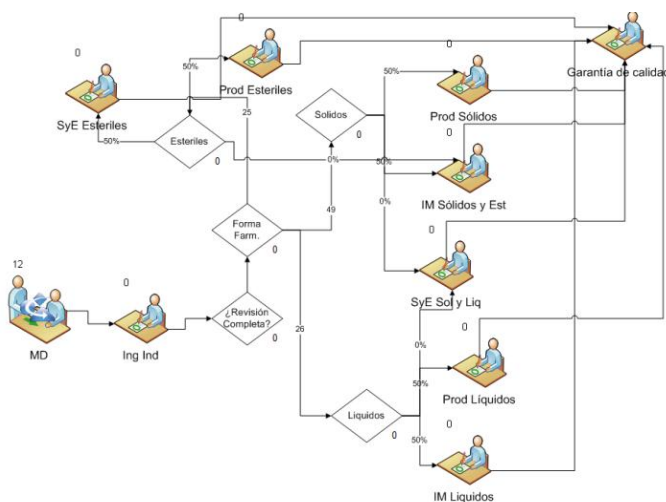 0
0
0
0
50%
Prod Esteriles
Garantía de calidad
50%
25
SyE Esteriles
Solidos
Prod Sólidos
0
0
50%
Esteriles
0%
50%
0
IM Sólidos y Est
0%
49
0
Forma
Farm.
0
12
0
SyE Sol y Liq
¿Revisión
Completa?
0
26
0
0%
MD
Ing Ind
50%
Prod Líquidos
Liquidos
0
0
50%
IM Liquidos